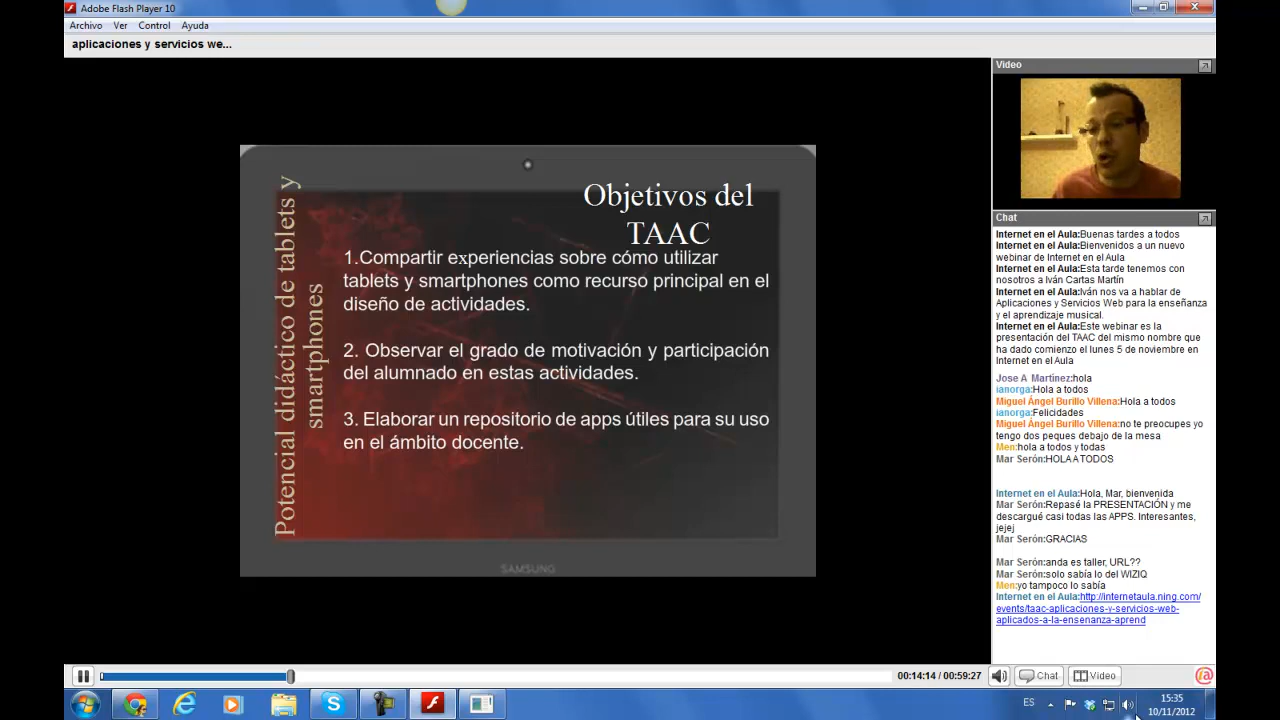 Adobe Flash Player 10
Archivo Ver Control Ayuda
aplicaciones y servicios we...
Potencial didáctico de tablets y
smartphones
Objetivos del
TAAC
1.Compartir experiencias sobre cómo utilizar
tablets y smartphones como recurso principal en el
diseño de actividades.
2. Observar el grado de motivación y participación
del alumnado en estas actividades.
3. Elaborar un repositorio de apps útiles para su uso
en el ámbito docente.
SAMSUNG
Video
Chat
Internet en el Aula:Buenas tardes a todos
Internet en el Aula:Bienvenidos a un nuevo
webinar de Internet en el Aula
Internet en el Aula:Esta tarde tenemos con
nosotros a Iván Cartas Martín
Internet en el Aula:Iván nos va a hablar de
Aplicaciones y Servicios Web para la enseñanza
y el aprendizaje musical.
Internet en el Aula:Este webinar es la
presentación del TAAC del mismo nombre que
ha dado comienzo el lunes 5 de noviembre en
Internet en el Aula
Jose A Martínez:hola
ianorga:Hola a todos
Miguel Ángel Burillo Villena:Hola a todos
ianorga:Felicidades
Miguel Ángel Burillo Villena:no te preocupes yo
tengo dos peques debajo de la mesa
Men:hola a todos y todas
Mar Serón:HOLA A TODOS
Internet en el Aula:Hola, Mar, bienvenida
Mar Serón:Repasé la PRESENTACIÓN y me
descargué casi todas las APPS. Interesantes,
jejej
Mar Serón:GRACIAS
Mar Serón:anda es taller, URL??
Mar Serón:solo sabía lo del WIZIQ
Men:yo tampoco lo sabía
Internet en el Aula:http://internetaula.ning.com/
events/taac-aplicaciones-y-servicios-web-
aplicados-a-la-ensenanza-aprend
00:14:14 / 00:59:27
Chat
Video
ES
15:35
10/11/2012